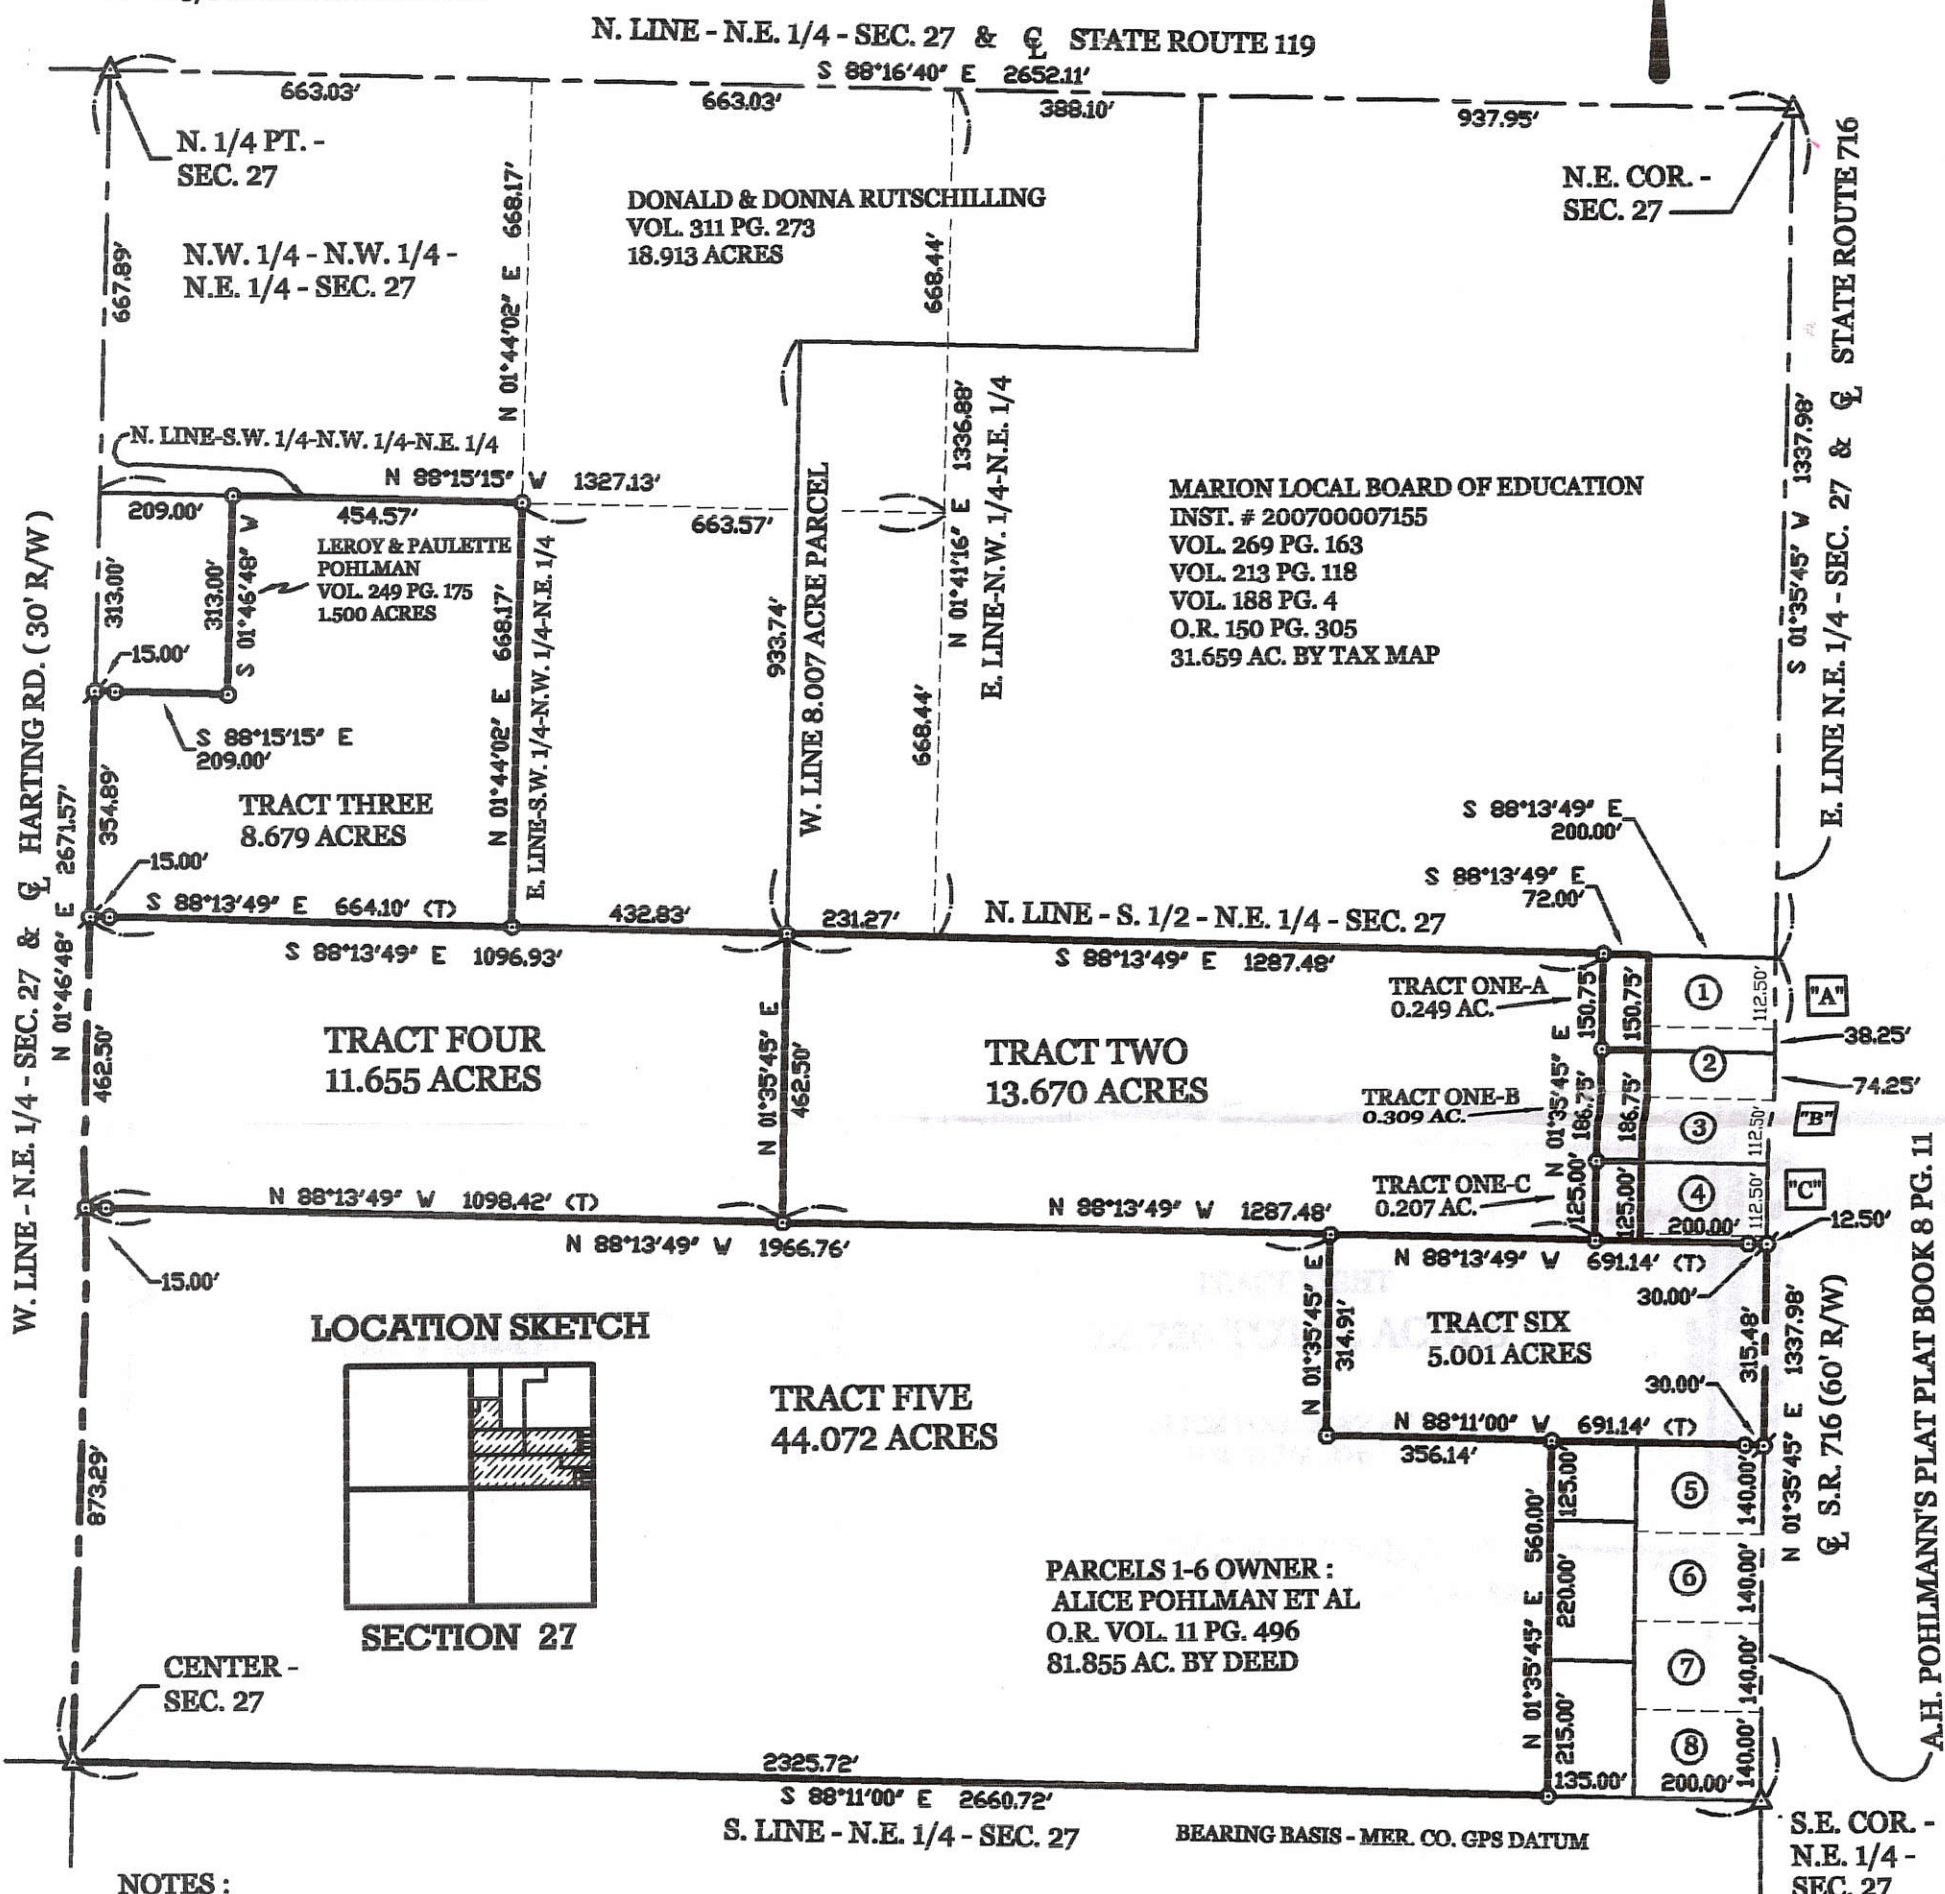 N. LINE - N.E. 1/4 - SEC. 27 & ℄ STATE ROUTE 119
S 88°16'40" E 2652.11'
663.03'
663.03'
388.10'
937.95'
N. 1/4 PT. -
SEC. 27
N.E. COR. -
SEC. 27
DONALD & DONNA RUTSCHILLING
VOL. 311 PG. 273
18.913 ACRES
N.W. 1/4 - N.W. 1/4 -
N.E. 1/4 - SEC. 27
667.89'
N 01°44'02" E 668.17'
668.44'
N. LINE-S.W. 1/4-N.W. 1/4-N.E. 1/4
N 88°15'15" W 1327.13'
209.00'
454.57'
663.57'
LEROY & PAULETTE
POHLMAN
VOL. 249 PG. 175
1.500 ACRES
313.00'
313.00'
S 01°46'48" W
15.00'
S 88°15'15" E
209.00'
N 01°44'02" E 668.17'
E. LINE-S.W. 1/4-N.W. 1/4-N.E. 1/4
933.74'
W. LINE 8.007 ACRE PARCEL
N 01°41'16" E 1336.88'
E. LINE-N.W. 1/4-N.E. 1/4
668.44'
MARION LOCAL BOARD OF EDUCATION
INST. # 200700007155
VOL. 269 PG. 163
VOL. 213 PG. 118
VOL. 188 PG. 4
O.R. 150 PG. 305
31.659 AC. BY TAX MAP
S 01°35'45" W 1337.98'
E. LINE N.E. 1/4 - SEC. 27 & ℄ STATE ROUTE 716
W. LINE - N.E. 1/4 - SEC. 27 & ℄ HARTING RD. ( 30' R/W )
N 01°46'48" E 2671.57'
354.89'
TRACT THREE
8.679 ACRES
15.00'
S 88°13'49" E 664.10' (T)
432.83'
231.27'
N. LINE - S. 1/2 - N.E. 1/4 - SEC. 27
S 88°13'49" E 1096.93'
S 88°13'49" E 1287.48'
S 88°13'49" E
200.00'
S 88°13'49" E
72.00'
462.50'
TRACT FOUR
11.655 ACRES
N 01°35'45" E
462.50'
TRACT TWO
13.670 ACRES
TRACT ONE-A
0.249 AC.
TRACT ONE-B
0.309 AC.
TRACT ONE-C
0.207 AC.
N 01°35'45" E
150.75'
150.75'
N 01°35'45" E
186.75'
186.75'
125.00'
125.00'
1
2
3
4
112.50'
"A"
38.25'
74.25'
112.50'
"B"
112.50'
"C"
200.00'
12.50'
N 88°13'49" W 1098.42' (T)
N 88°13'49" W 1287.48'
N 88°13'49" W 1966.76'
N 88°13'49" W 691.14' (T)
15.00'
30.00'
N 01°35'45" E
314.91'
TRACT SIX
5.001 ACRES
315.48'
30.00'
N 88°11'00" W 691.14' (T)
356.14'
N 01°35'45" E 1337.98'
℄ S.R. 716 (60' R/W)
A.H. POHLMANN'S PLAT PLAT BOOK 8 PG. 11
LOCATION SKETCH
SECTION 27
TRACT FIVE
44.072 ACRES
873.29'
PARCELS 1-6 OWNER :
ALICE POHLMAN ET AL
O.R. VOL. 11 PG. 496
81.855 AC. BY DEED
N 01°35'45" E 560.00'
125.00'
220.00'
215.00'
135.00'
5
6
7
8
140.00'
140.00'
140.00'
140.00'
200.00'
CENTER -
SEC. 27
2325.72'
S 88°11'00" E 2660.72'
S. LINE - N.E. 1/4 - SEC. 27
BEARING BASIS - MER. CO. GPS DATUM
S.E. COR. -
N.E. 1/4 -
SEC. 27
NOTES :